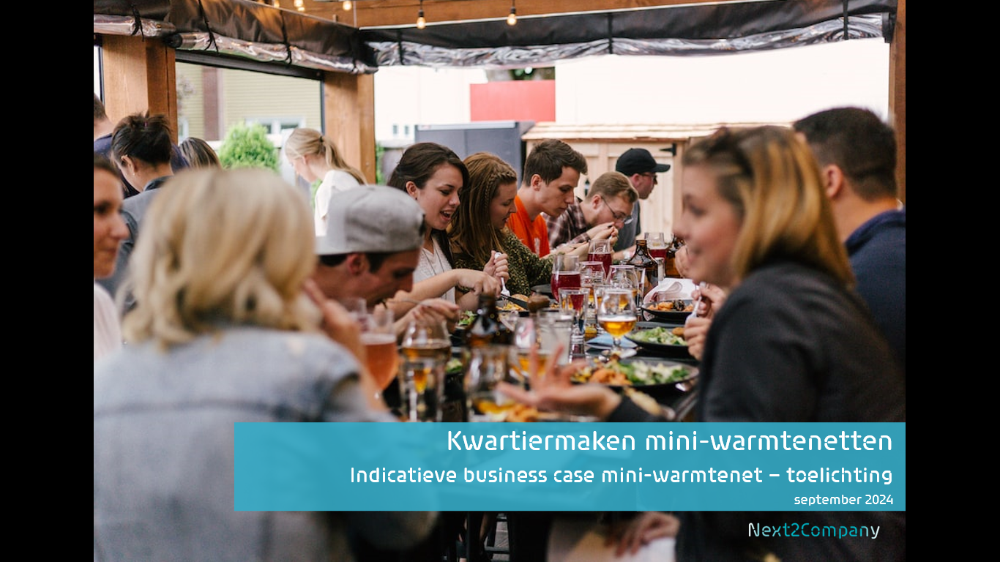 Kwartiermaken mini-warmtenetten
Indicatieve business case mini-warmtenet – toelichting
september 2024
Next2Company